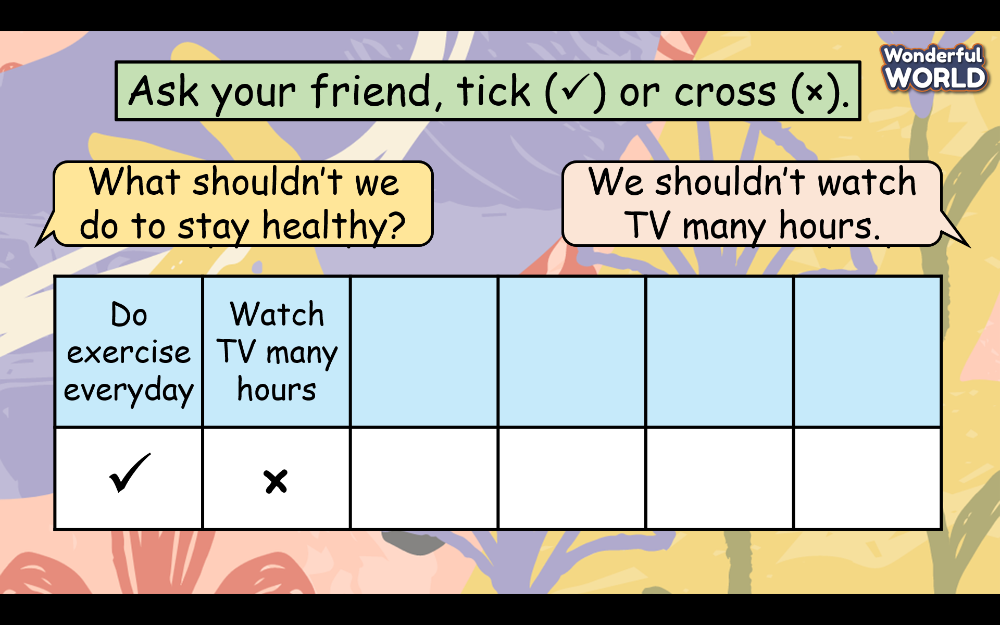 Wonderful
WORLD
Ask your friend, tick (✓) or cross (×).
What shouldn't we
do to stay healthy?
We shouldn't watch
TV many hours.
Do
exercise
everyday
Watch
TV many
hours
✓
×